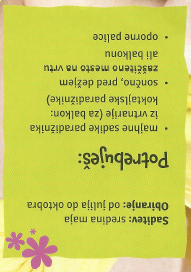 Saditev: sredina maja
Obiranje: od julija do oktobra
Potrebuješ:
• majhne sadike paradižnika
iz vrtnarije (za balkon:
koktajlske paradižnike)
• sončno, pred dežjem
zaščiteno mesto na vrtu
ali balkonu
• oporne palice